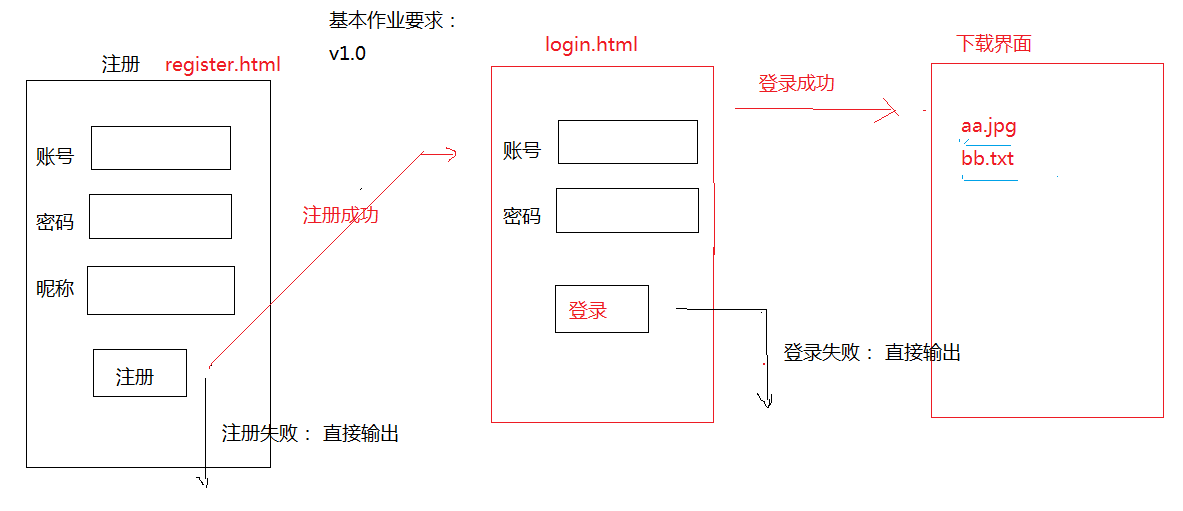 基本作业要求：
v1.0
注册 register.html
账号
密码
昵称
注册
注册成功
注册失败： 直接输出
login.html
账号
密码
登录
登录成功
登录失败： 直接输出
下载界面
aa.jpg
bb.txt